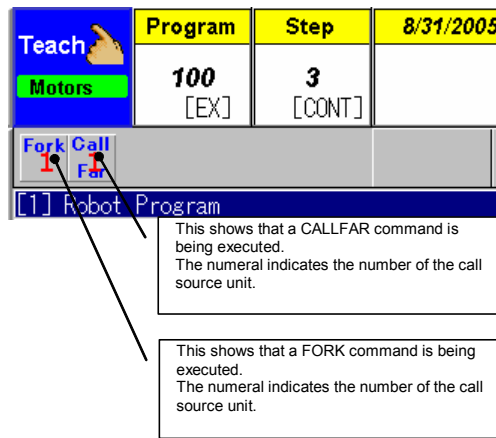 Teach
Motors
Program
100
[EX]
Step
3
[CONT]
8/31/2005
Fork
1
Call
Far
1
[1] Robot Program
This shows that a CALLFAR command is
being executed.
The numeral indicates the number of the call
source unit.
This shows that a FORK command is being
executed.
The numeral indicates the number of the call
source unit.